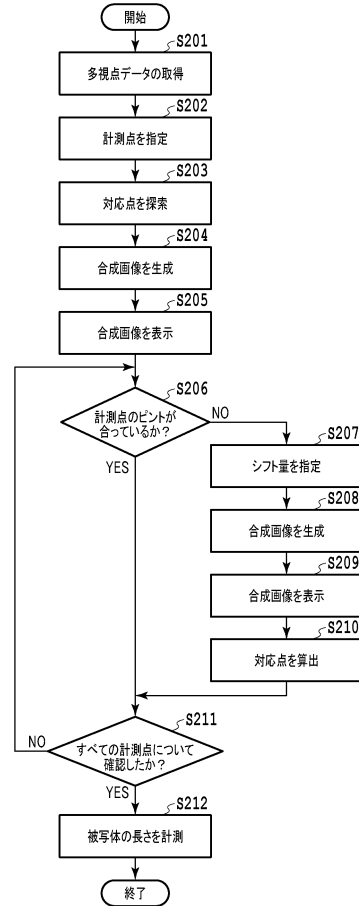 開始
S201
多視点データの取得
S202
計測点を指定
S203
対応点を探索
S204
合成画像を生成
S205
合成画像を表示
S206
計測点のピントが
合っているか？
NO
YES
S207
シフト量を指定
S208
合成画像を生成
S209
合成画像を表示
S210
対応点を算出
S211
すべての計測点について
確認したか？
NO
YES
S212
被写体の長さを計測
終了